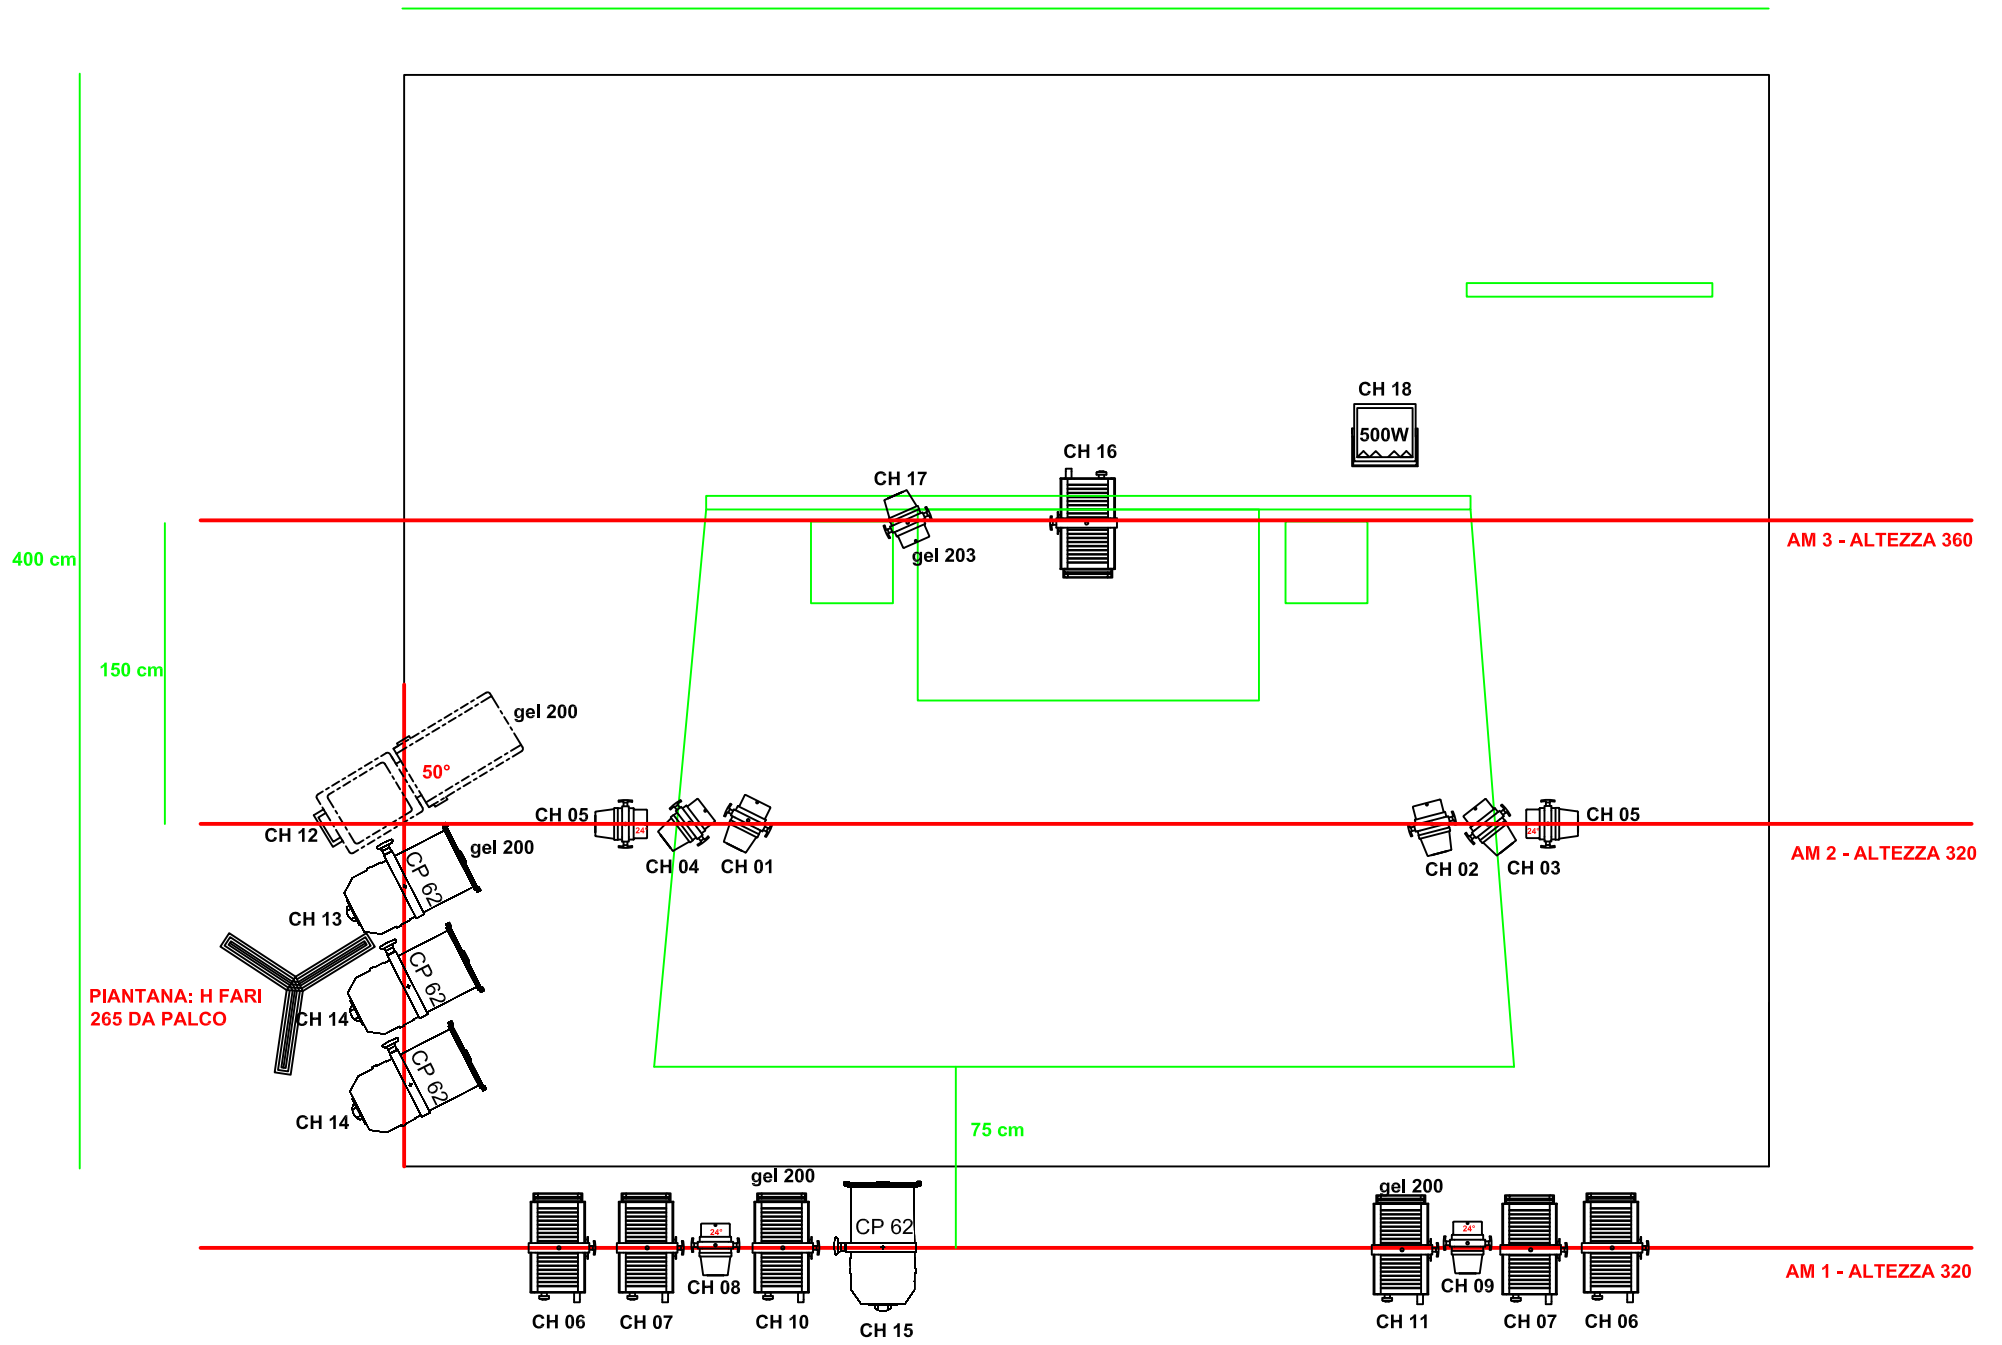 CH 18
500W
CH 16
CH 17
gel 203
AM 3 - ALTEZZA 360
400 cm
150 cm
gel 200
50°
CH 12
CH 05
24°
CH 04
CH 01
CH 02
CH 03
24°
CH 05
AM 2 - ALTEZZA 320
gel 200
CP 62
CH 13
CP 62
PIANTANA: H FARI
265 DA PALCO
CH 14
CP 62
CH 14
75 cm
gel 200
gel 200
24°
CP 62
24°
AM 1 - ALTEZZA 320
CH 08
CH 09
CH 06
CH 07
CH 10
CH 15
CH 11
CH 07
CH 06